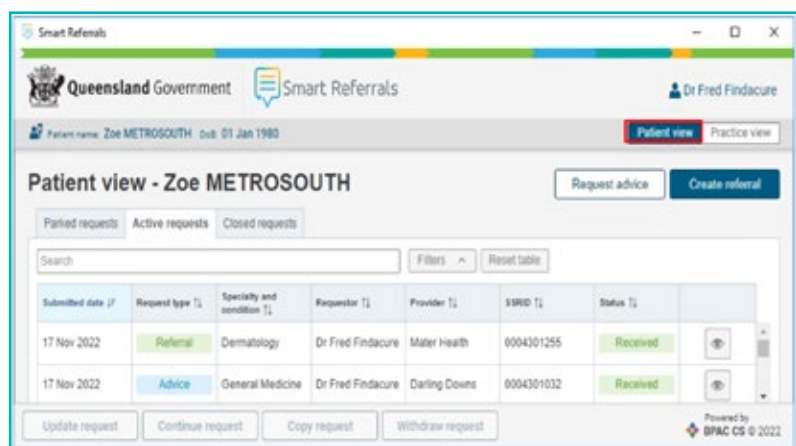 Smart Referrals
Queensland Government Smart Referrals Dr Fred Findacure
Patient name: Zoe METROSOUTH DoB: 01 Jan 1980 Patient view Practice view
Patient view - Zoe METROSOUTH Request advice Create referral
Parked requests Active requests Closed requests
Search Filters Reset table
Submitted date Request type Specialty and condition Requestor Provider SSRID Status
17 Nov 2022 Referral Dermatology Dr Fred Findacure Mater Health 0004301255 Received
17 Nov 2022 Advice General Medicine Dr Fred Findacure Darling Downs 0004301032 Received
Update request Continue request Copy request Withdraw request Powered by
BPAC CS © 2022